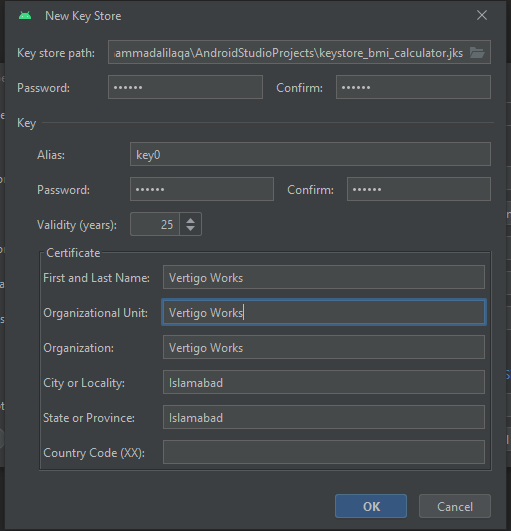 New Key Store
Key store path: ammadalilaqa\AndroidStudioProjects\keystore_bmi_calculator.jks
Password: •••••• Confirm: ••••••
Key
Alias: key0
Password: •••••• Confirm: ••••••
Validity (years): 25
Certificate
First and Last Name: Vertigo Works
Organizational Unit: Vertigo Works
Organization: Vertigo Works
City or Locality: Islamabad
State or Province: Islamabad
Country Code (XX):
OK Cancel